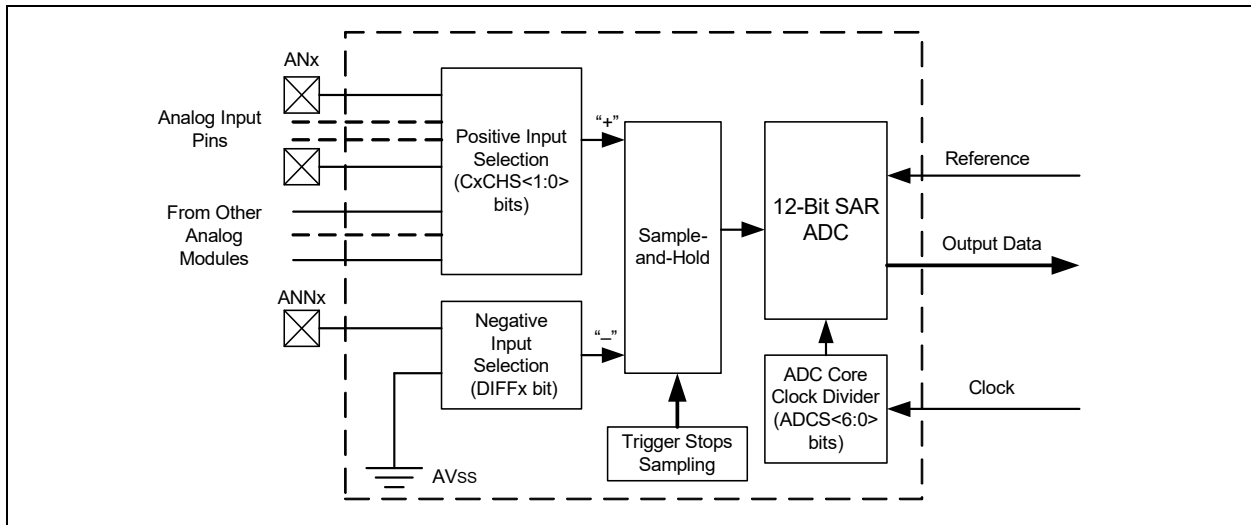 ANx
Analog Input
Pins
From Other
Analog
Modules
ANNx
Positive Input
Selection
(CxCHS<1:0>
bits)
Negative
Input
Selection
(DIFFx bit)
AVSS
“+”
“–”
Sample-
and-Hold
Trigger Stops
Sampling
12-Bit SAR
ADC
ADC Core
Clock Divider
(ADCS<6:0>
bits)
Reference
Output Data
Clock